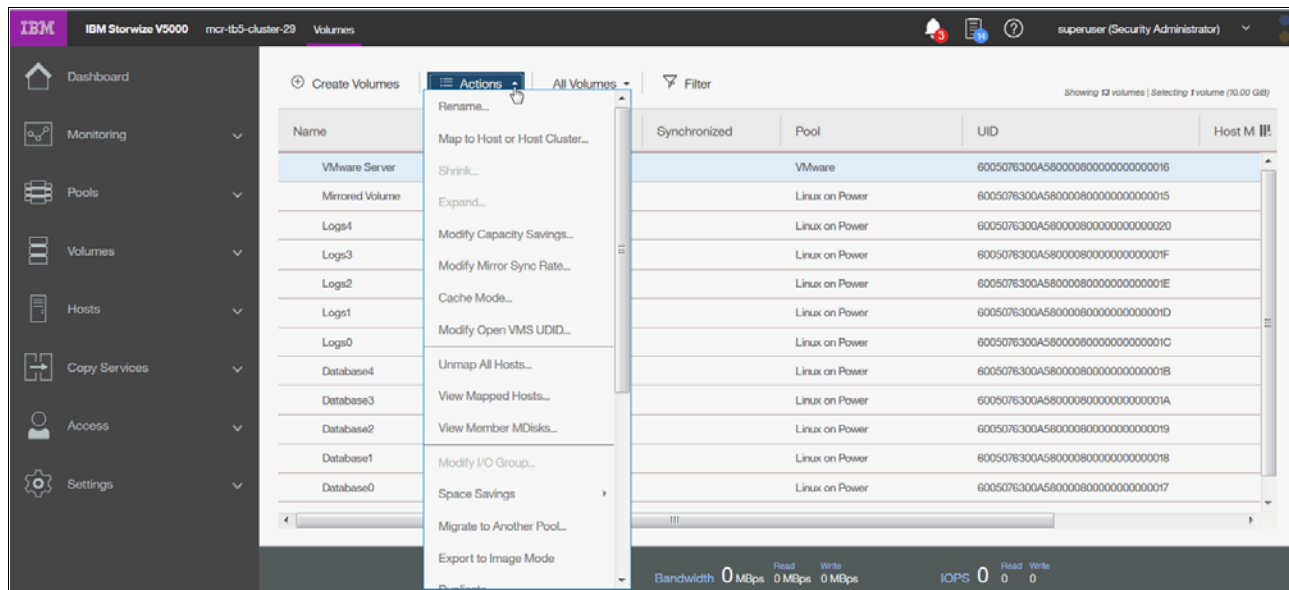 IBM IBM Storwize V5000 mcr-tb5-cluster-29 Volumes 3 14 superuser (Security Administrator)
Dashboard
Monitoring
Pools
Volumes
Hosts
Copy Services
Access
Settings
Create Volumes Actions All Volumes Filter
Showing 13 volumes | Selecting 1 volume (10.00 GiB)
Name Synchronized Pool UID Host M
VMware Server VMware 6005076300A580000800000000000016
Mirrored Volume Linux on Power 6005076300A580000800000000000015
Logs4 Linux on Power 6005076300A580000800000000000020
Logs3 Linux on Power 6005076300A58000080000000000001F
Logs2 Linux on Power 6005076300A58000080000000000001E
Logs1 Linux on Power 6005076300A58000080000000000001D
Logs0 Linux on Power 6005076300A58000080000000000001C
Database4 Linux on Power 6005076300A58000080000000000001B
Database3 Linux on Power 6005076300A58000080000000000001A
Database2 Linux on Power 6005076300A580000800000000000019
Database1 Linux on Power 6005076300A580000800000000000018
Database0 Linux on Power 6005076300A580000800000000000017
Rename...
Map to Host or Host Cluster...
Shrink...
Expand...
Modify Capacity Savings...
Modify Mirror Sync Rate...
Cache Mode...
Modify Open VMS UDID...
Unmap All Hosts...
View Mapped Hosts...
View Member MDisks...
Modify I/O Group...
Space Savings
Migrate to Another Pool...
Export to Image Mode
Bandwidth 0 MBps Read 0 MBps Write 0 MBps IOPS 0 Read 0 Write 0